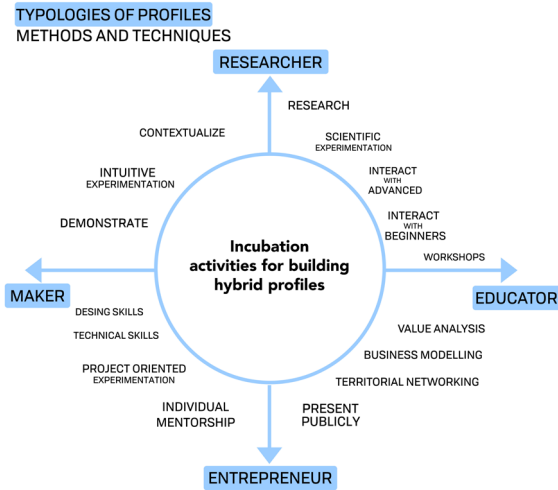 TYPOLOGIES OF PROFILES
METHODS AND TECHNIQUES
RESEARCHER
RESEARCH
CONTEXTUALIZE
SCIENTIFIC
EXPERIMENTATION
INTUITIVE
EXPERIMENTATION
INTERACT
WITH
ADVANCED
DEMONSTRATE
INTERACT
WITH
BEGINNERS
WORKSHOPS
Incubation
activities for building
hybrid profiles
MAKER
EDUCATOR
DESING SKILLS
TECHNICAL SKILLS
PROJECT ORIENTED
EXPERIMENTATION
INDIVIDUAL
MENTORSHIP
VALUE ANALYSIS
BUSINESS MODELLING
TERRITORIAL NETWORKING
PRESENT
PUBLICLY
ENTREPRENEUR